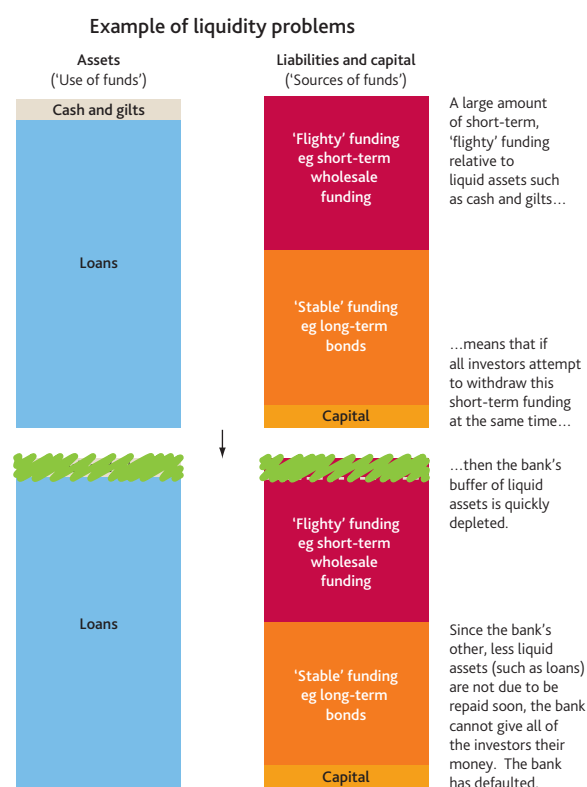 Example of liquidity problems
Assets
('Use of funds')
Liabilities and capital
('Sources of funds')
Cash and gilts
Loans
'Flighty' funding
eg short-term
wholesale
funding
'Stable' funding
eg long-term
bonds
Capital
A large amount
of short-term,
'flighty' funding
relative to
liquid assets such
as cash and gilts…
…means that if
all investors attempt
to withdraw this
short-term funding
at the same time…
Loans
'Flighty' funding
eg short-term
wholesale
funding
'Stable' funding
eg long-term
bonds
Capital
…then the bank's
buffer of liquid
assets is quickly
depleted.
Since the bank's
other, less liquid
assets (such as loans)
are not due to be
repaid soon, the bank
cannot give all of
the investors their
money.  The bank
has defaulted.